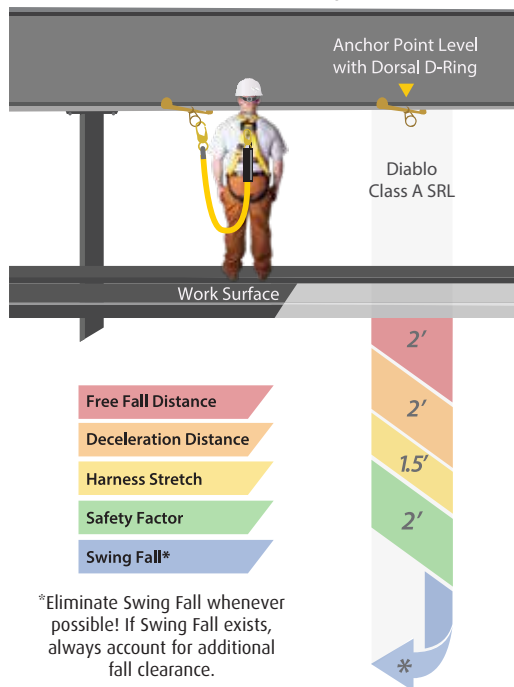 Anchor Point Level
with Dorsal D-Ring
Diablo
Class A SRL
Work Surface
2'
2'
1.5'
2'
*
Free Fall Distance
Deceleration Distance
Harness Stretch
Safety Factor
Swing Fall*
*Eliminate Swing Fall whenever
possible! If Swing Fall exists,
always account for additional
fall clearance.